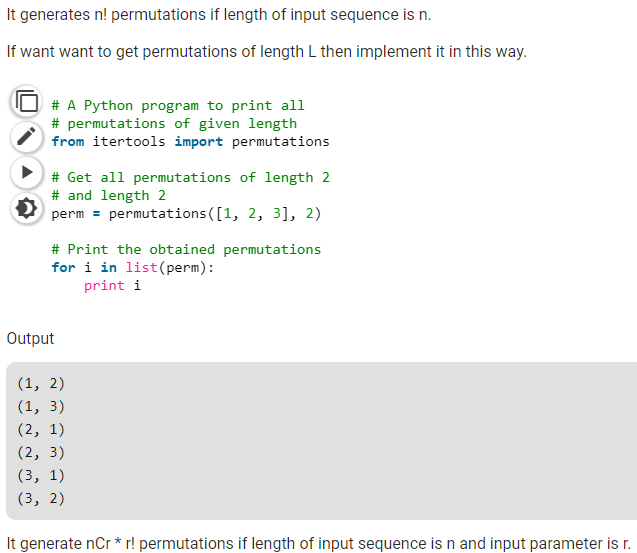 It generates n! permutations if length of input sequence is n.
If want want to get permutations of length L then implement it in this way.
# A Python program to print all
# permutations of given length
from itertools import permutations
# Get all permutations of length 2
# and length 2
perm = permutations([1, 2, 3], 2)
# Print the obtained permutations
for i in list(perm):
    print i
Output
(1, 2)
(1, 3)
(2, 1)
(2, 3)
(3, 1)
(3, 2)
It generate nCr * r! permutations if length of input sequence is n and input parameter is r.